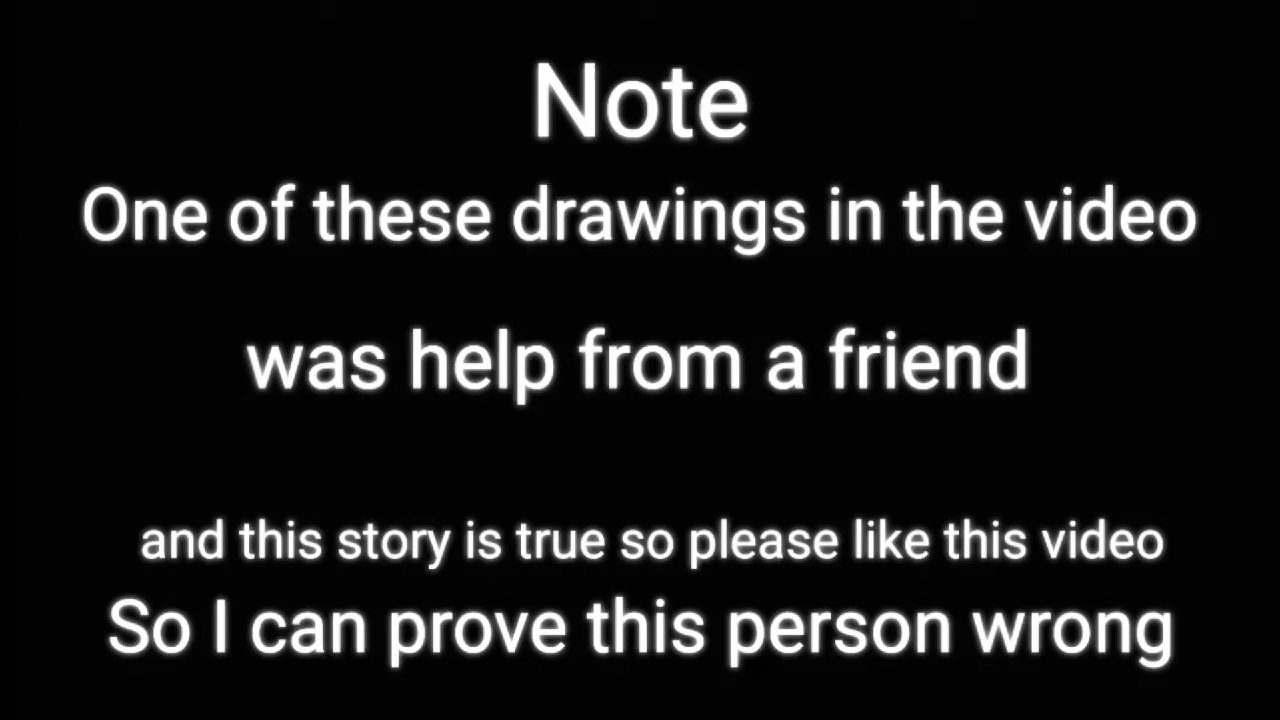 Note
One of these drawings in the video
was help from a friend
and this story is true so please like this video
So I can prove this person wrong